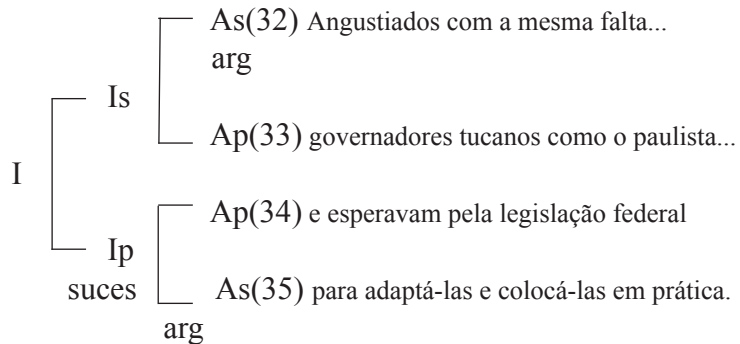 As(32) Angustiados com a mesma falta...
arg
Is
Ap(33) governadores tucanos como o paulista...
I
Ap(34) e esperavam pela legislação federal
Ip
suces
As(35) para adaptá-las e colocá-las em prática.
arg